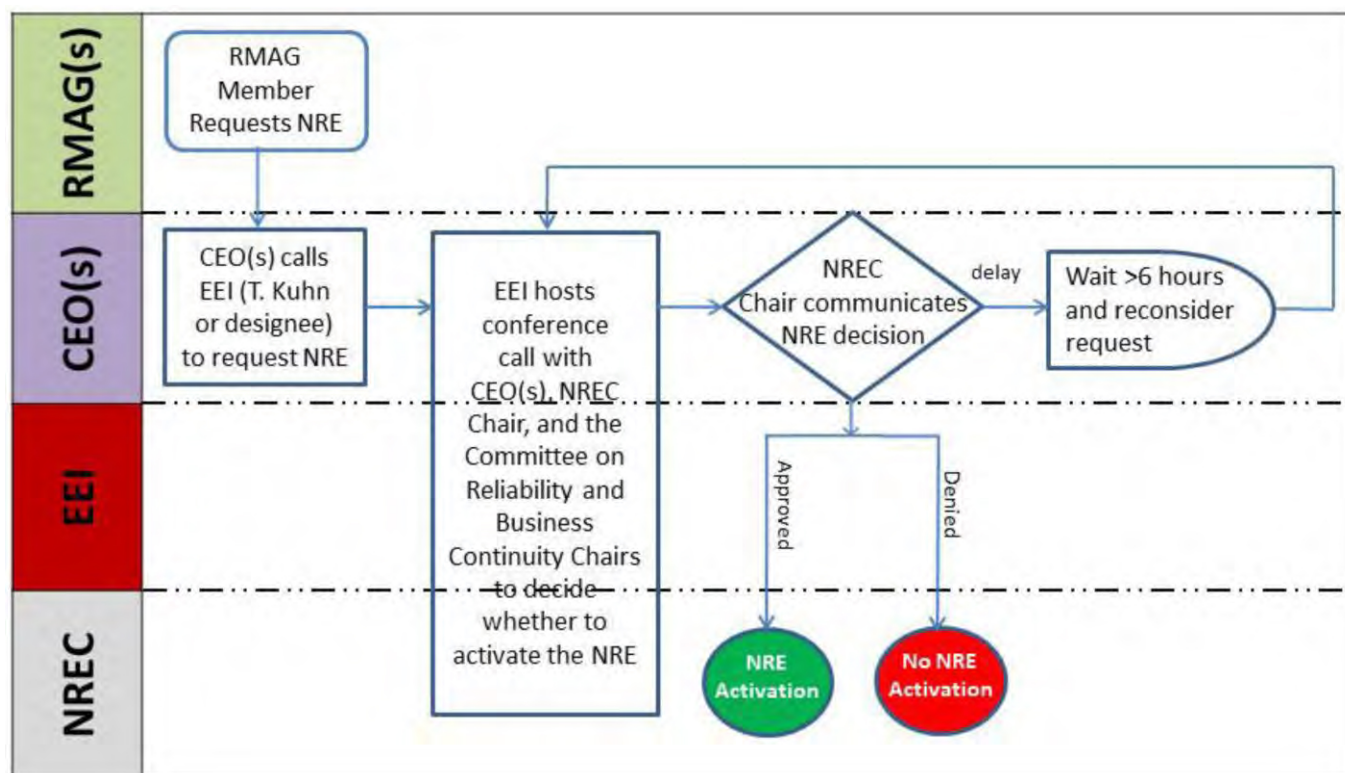 RMAG(s)
RMAG
Member
Requests NRE
CEO(s)
CEO(s) calls
EEI (T. Kuhn
or designee)
to request NRE
EEI hosts
conference
call with
CEO(s), NREC
Chair, and the
Committee on
Reliability and
Business
Continuity Chairs
to decide
whether to
activate the NRE
NREC
Chair communicates
NRE decision
delay
Wait >6 hours
and reconsider
request
EEI
Approved
Denied
NREC
NRE
Activation
No NRE
Activation